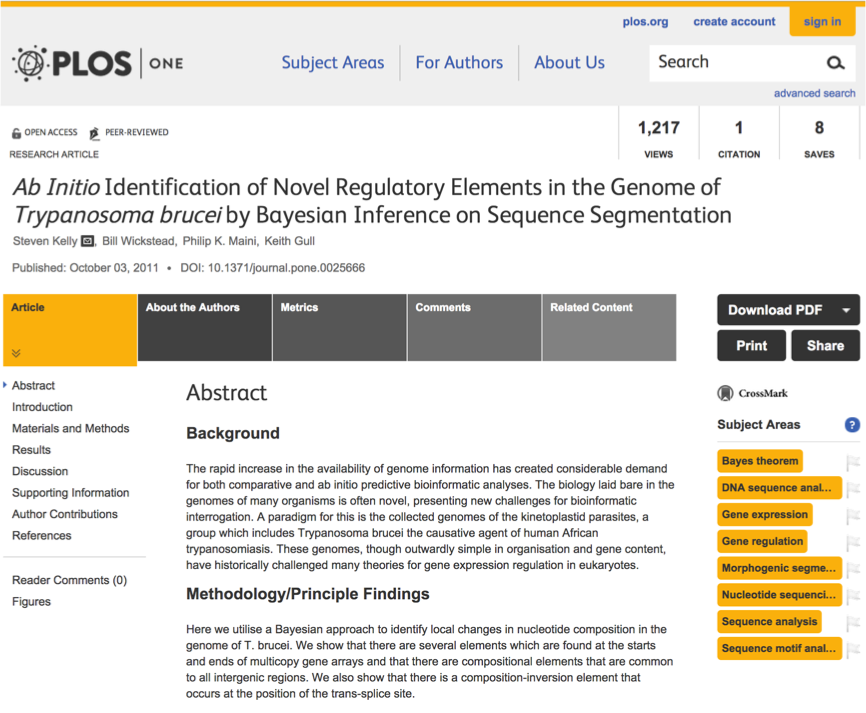 plos.org create account sign in
PLOS ONE
Subject Areas For Authors About Us
Search
advanced search
OPEN ACCESS PEER-REVIEWED
RESEARCH ARTICLE
1,217 1 8
VIEWS CITATION SAVES
Ab Initio Identification of Novel Regulatory Elements in the Genome of
Trypanosoma brucei by Bayesian Inference on Sequence Segmentation
Steven Kelly, Bill Wickstead, Philip K. Maini, Keith Gull
Published: October 03, 2011 • DOI: 10.1371/journal.pone.0025666
Article About the Authors Metrics Comments Related Content
Abstract
Introduction
Materials and Methods
Results
Discussion
Supporting Information
Author Contributions
References
Reader Comments (0)
Figures
Abstract
Background
The rapid increase in the availability of genome information has created considerable demand
for both comparative and ab initio predictive bioinformatic analyses. The biology laid bare in the
genomes of many organisms is often novel, presenting new challenges for bioinformatic
interrogation. A paradigm for this is the collected genomes of the kinetoplastid parasites, a
group which includes Trypanosoma brucei the causative agent of human African
trypanosomiasis. These genomes, though outwardly simple in organisation and gene content,
have historically challenged many theories for gene expression regulation in eukaryotes.
Methodology/Principle Findings
Here we utilise a Bayesian approach to identify local changes in nucleotide composition in the
genome of T. brucei. We show that there are several elements which are found at the starts
and ends of multicopy gene arrays and that there are compositional elements that are common
to all intergenic regions. We also show that there is a composition-inversion element that
occurs at the position of the trans-splice site.
Download PDF
Print Share
CrossMark
Subject Areas ?
Bayes theorem
DNA sequence anal...
Gene expression
Gene regulation
Morphogenic segme...
Nucleotide sequenci...
Sequence analysis
Sequence motif anal...